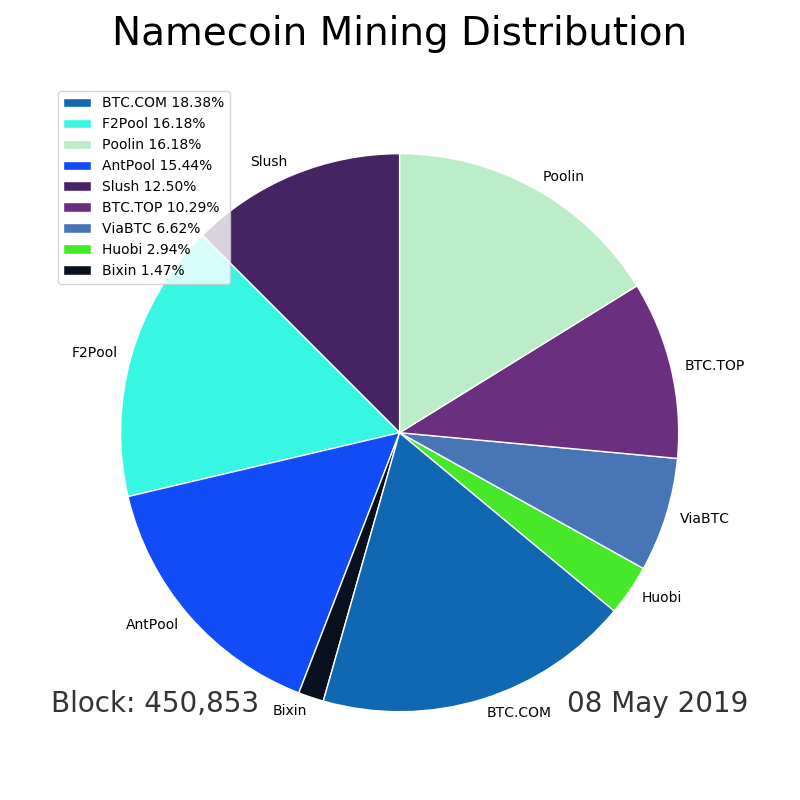 Namecoin Mining Distribution
BTC.COM 18.38%
F2Pool 16.18%
Poolin 16.18%
AntPool 15.44%
Slush 12.50%
BTC.TOP 10.29%
ViaBTC 6.62%
Huobi 2.94%
Bixin 1.47%
Slush
Poolin
F2Pool
BTC.TOP
ViaBTC
Huobi
AntPool
Bixin
BTC.COM
Block: 450,853
08 May 2019